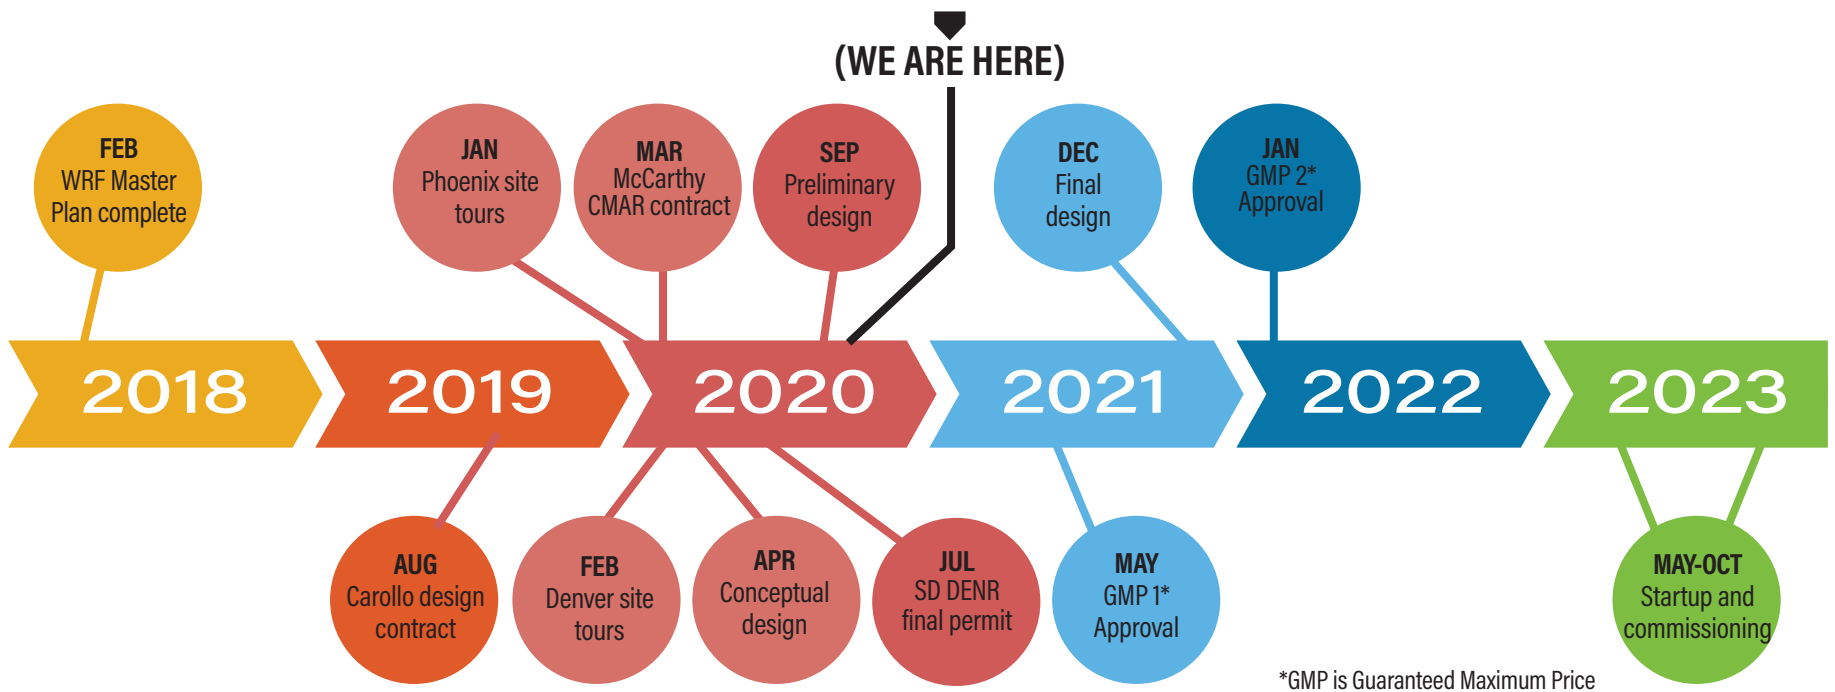 (WE ARE HERE)
FEB
WRF Master
Plan complete
JAN
Phoenix site
tours
MAR
McCarthy
CMAR contract
SEP
Preliminary
design
DEC
Final
design
JAN
GMP 2*
Approval
2018
2019
2020
2021
2022
2023
AUG
Carollo design
contract
FEB
Denver site
tours
APR
Conceptual
design
JUL
SD DENR
final permit
MAY
GMP 1*
Approval
MAY-OCT
Startup and
commissioning
*GMP is Guaranteed Maximum Price